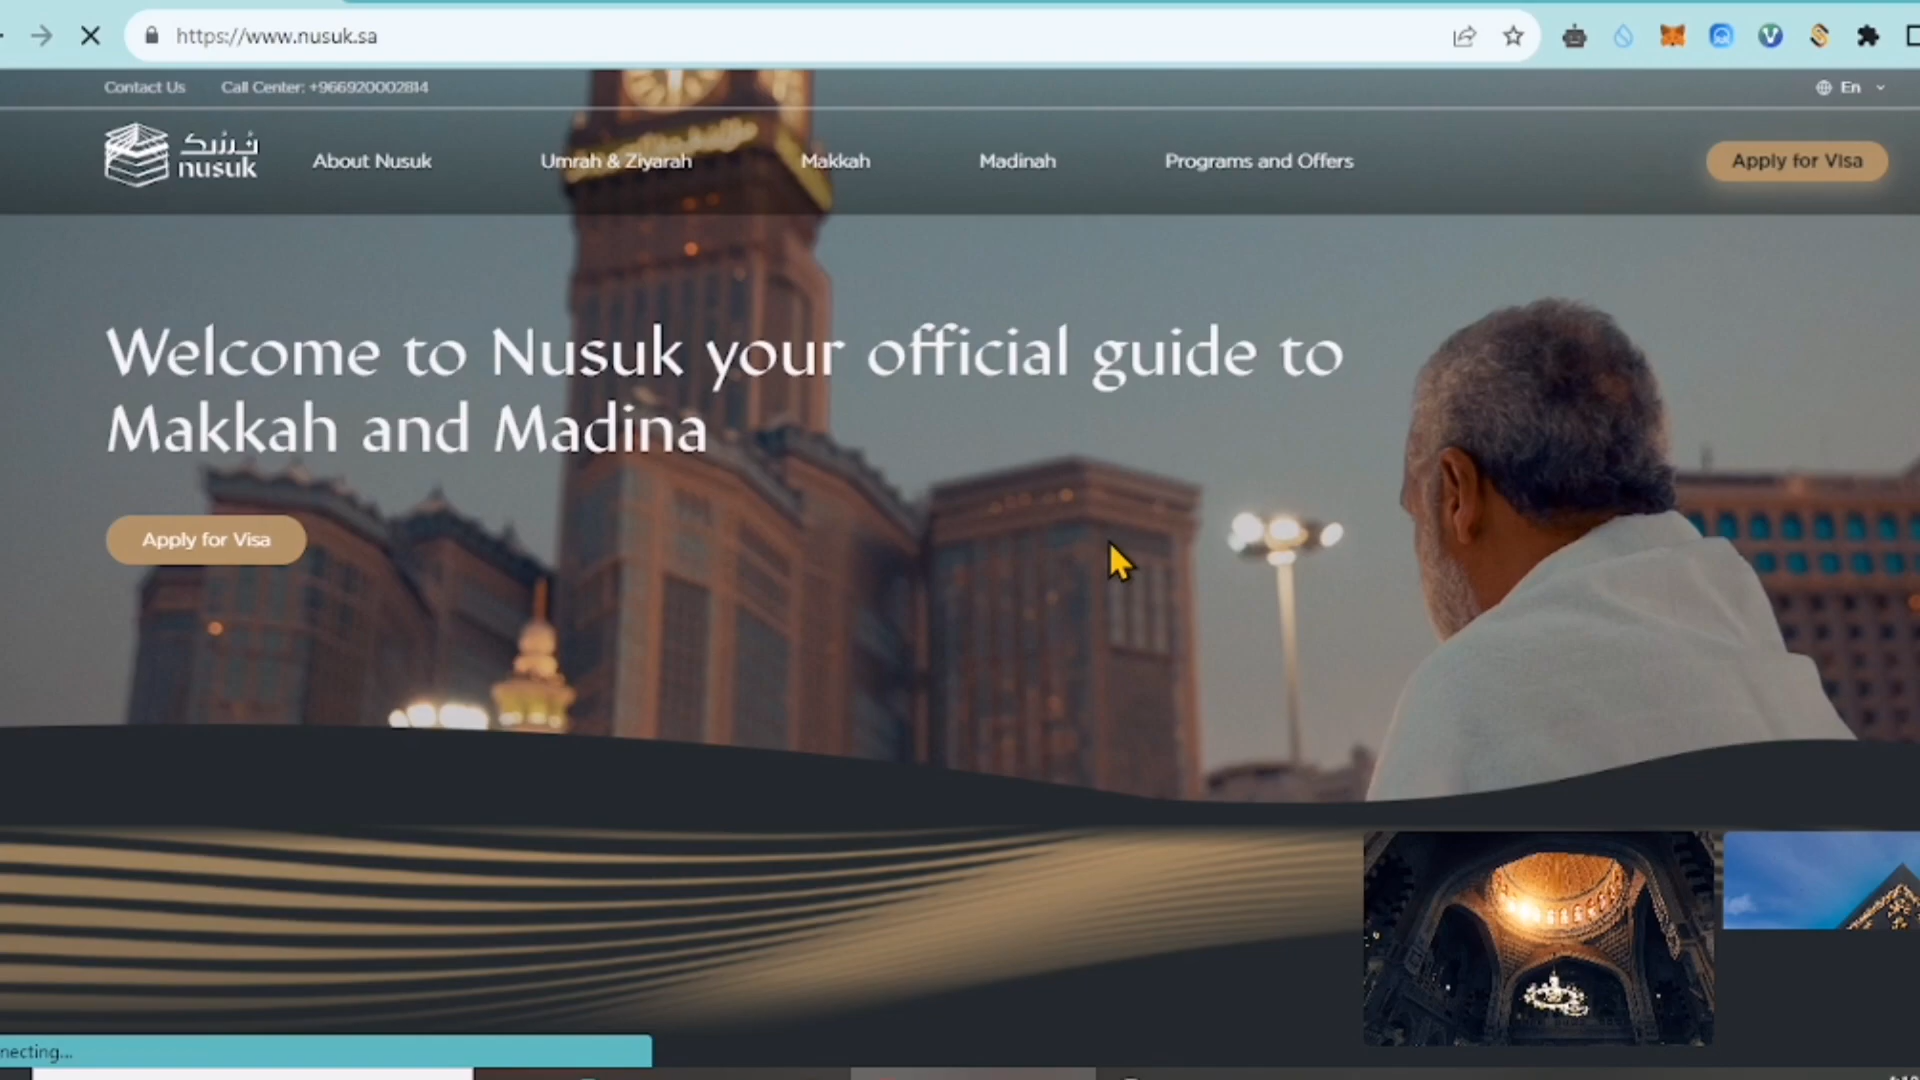 https://www.nusuk.sa
Contact Us
Call Center: +966920002814
En
نُسُك
nusuk
About Nusuk
Umrah & Ziyarah
Makkah
Madinah
Programs and Offers
Apply for Visa
Welcome to Nusuk your official guide to
Makkah and Madina
Apply for Visa
necting...